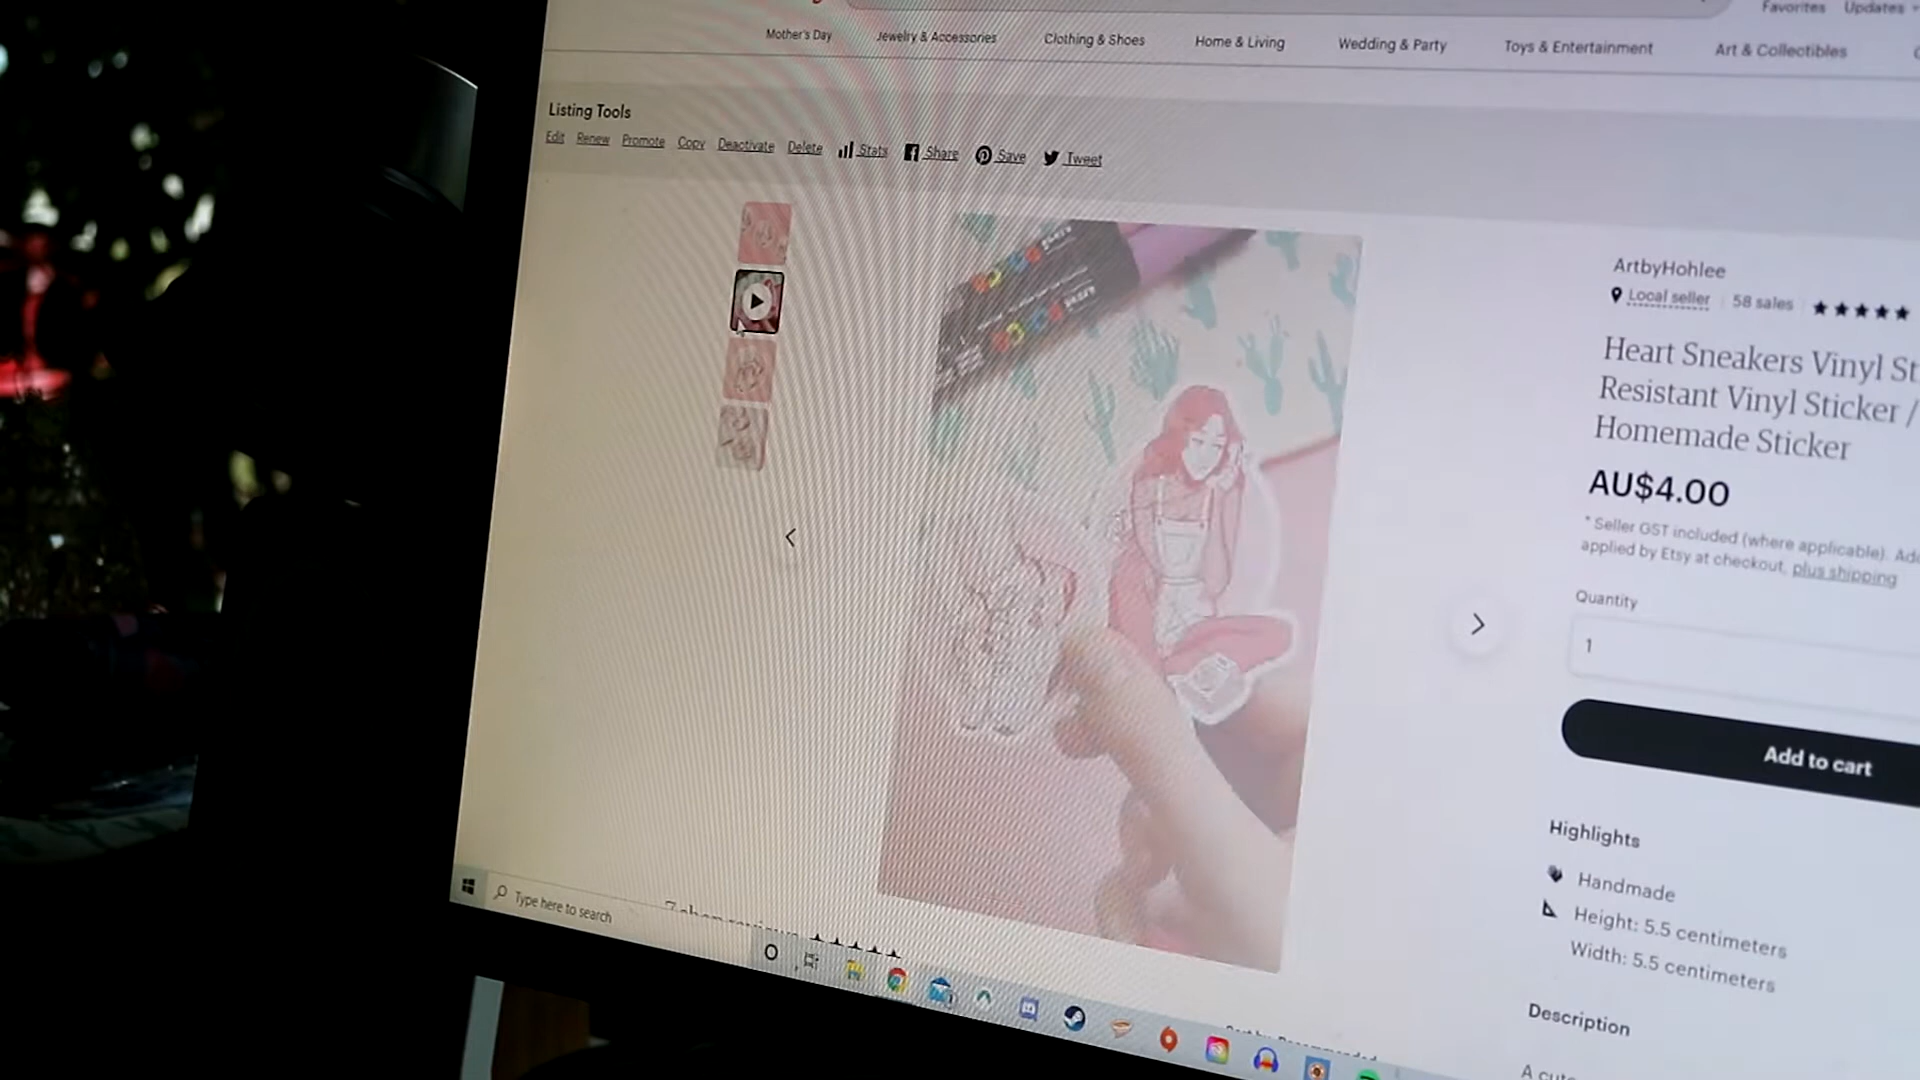 Favorites Updates
Mother's Day Jewelry & Accessories Clothing & Shoes Home & Living Wedding & Party Toys & Entertainment Art & Collectibles
Listing Tools
Edit Renew Promote Copy Deactivate Delete Stats Share Save Tweet
ArtbyHohlee
Local seller 58 sales
Heart Sneakers Vinyl St
Resistant Vinyl Sticker /
Homemade Sticker
AU$4.00
* Seller GST included (where applicable). Add
applied by Etsy at checkout, plus shipping
Quantity
1
Add to cart
Highlights
Handmade
Height: 5.5 centimeters
Width: 5.5 centimeters
Description
A cute
Type here to search